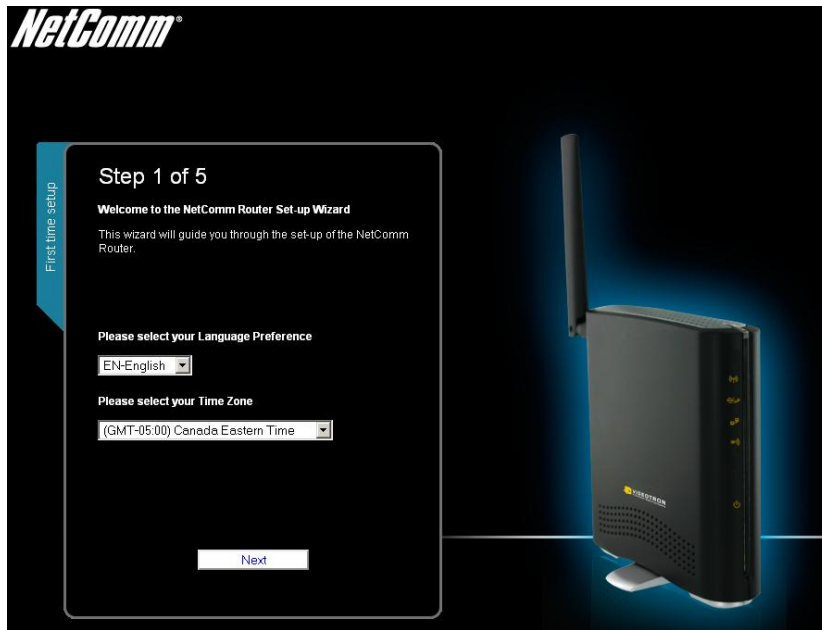 NetComm®
First time setup
Step 1 of 5
Welcome to the NetComm Router Set-up Wizard
This wizard will guide you through the set-up of the NetComm
Router.
Please select your Language Preference
EN-English
Please select your Time Zone
(GMT-05:00) Canada Eastern Time
Next
VIDEOTRON